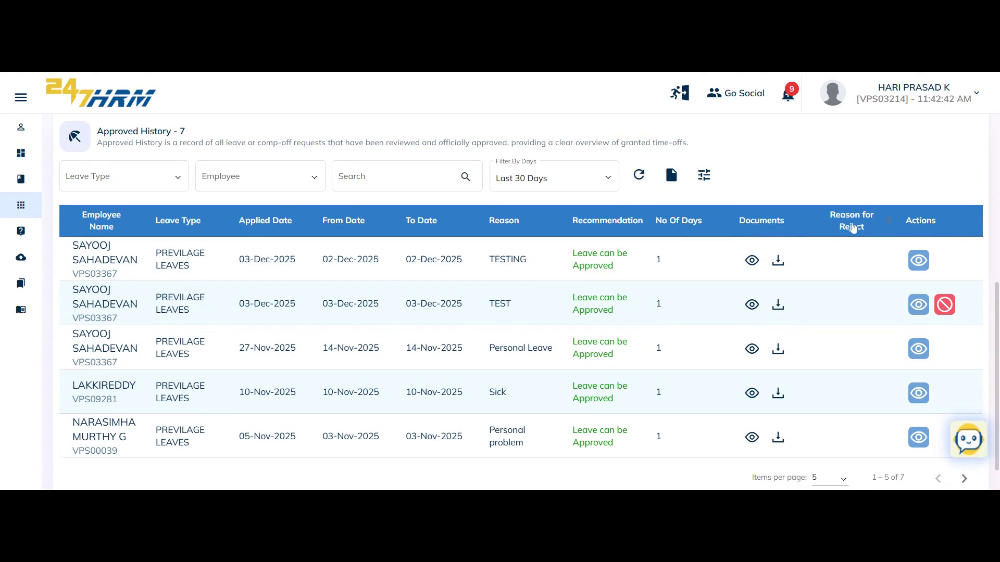 247HRM
Go Social
9
HARI PRASAD K
[VPS03214] - 11:42:42 AM
Approved History - 7
Approved History is a record of all leave or comp-off requests that have been reviewed and officially approved, providing a clear overview of granted time-offs.
Leave Type
Employee
Search
Filter By Days
Last 30 Days
Employee
Name
Leave Type
Applied Date
From Date
To Date
Reason
Recommendation
No Of Days
Documents
Reason for
Reject
Actions
SAYOOJ
SAHADEVAN
VPS03367
PREVILAGE
LEAVES
03-Dec-2025
02-Dec-2025
02-Dec-2025
TESTING
Leave can be
Approved
1
SAYOOJ
SAHADEVAN
VPS03367
PREVILAGE
LEAVES
03-Dec-2025
03-Dec-2025
03-Dec-2025
TEST
Leave can be
Approved
1
SAYOOJ
SAHADEVAN
VPS03367
PREVILAGE
LEAVES
27-Nov-2025
14-Nov-2025
14-Nov-2025
Personal Leave
Leave can be
Approved
1
LAKKIREDDY
VPS09281
PREVILAGE
LEAVES
10-Nov-2025
10-Nov-2025
10-Nov-2025
Sick
Leave can be
Approved
1
NARASIMHA
MURTHY G
VPS00039
PREVILAGE
LEAVES
05-Nov-2025
03-Nov-2025
03-Nov-2025
Personal
problem
Leave can be
Approved
1
Items per page:
5
1 – 5 of 7